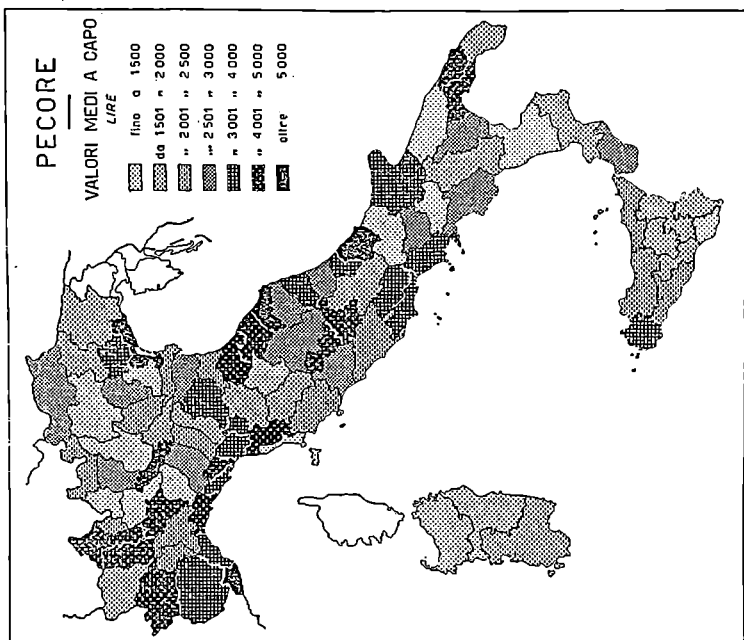 PECORE
VALORI MEDI A CAPO
LIRE
fino a 1500
da 1501 " 2000
" 2001 " 2500
" 2501 " 3000
" 3001 " 4000
" 4001 " 5000
oltre 5000